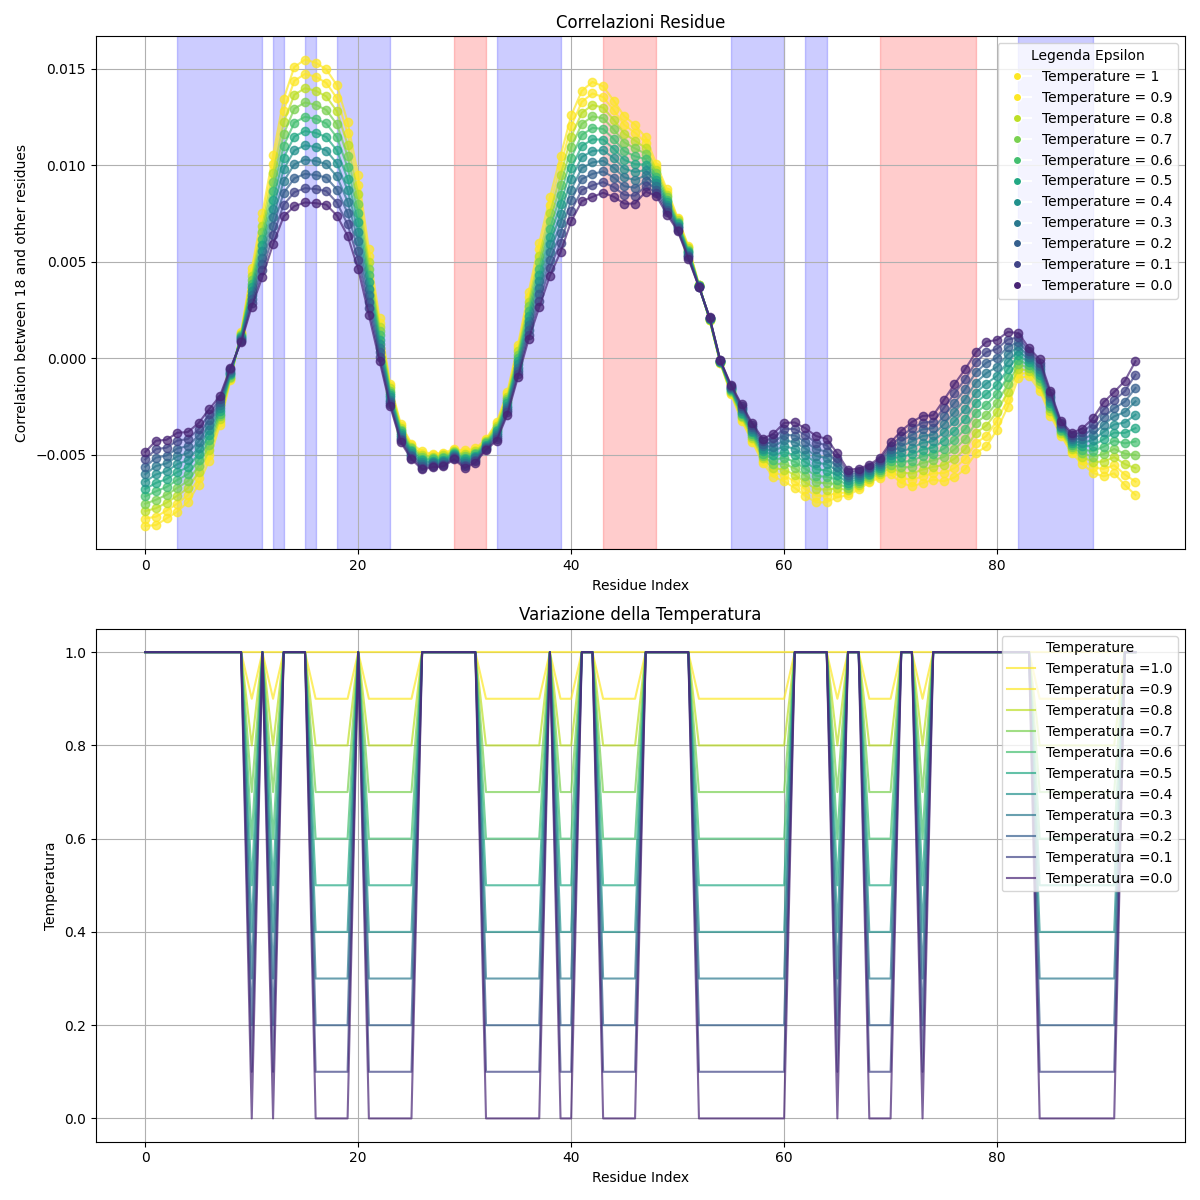 Correlazioni Residue
Correlation between 18 and other residues
0.015
0.010
0.005
0.000
−0.005
0
20
40
60
80
Residue Index
Legenda Epsilon
Temperature = 1
Temperature = 0.9
Temperature = 0.8
Temperature = 0.7
Temperature = 0.6
Temperature = 0.5
Temperature = 0.4
Temperature = 0.3
Temperature = 0.2
Temperature = 0.1
Temperature = 0.0
Variazione della Temperatura
Temperatura
1.0
0.8
0.6
0.4
0.2
0.0
0
20
40
60
80
Residue Index
Temperature
Temperatura =1.0
Temperatura =0.9
Temperatura =0.8
Temperatura =0.7
Temperatura =0.6
Temperatura =0.5
Temperatura =0.4
Temperatura =0.3
Temperatura =0.2
Temperatura =0.1
Temperatura =0.0